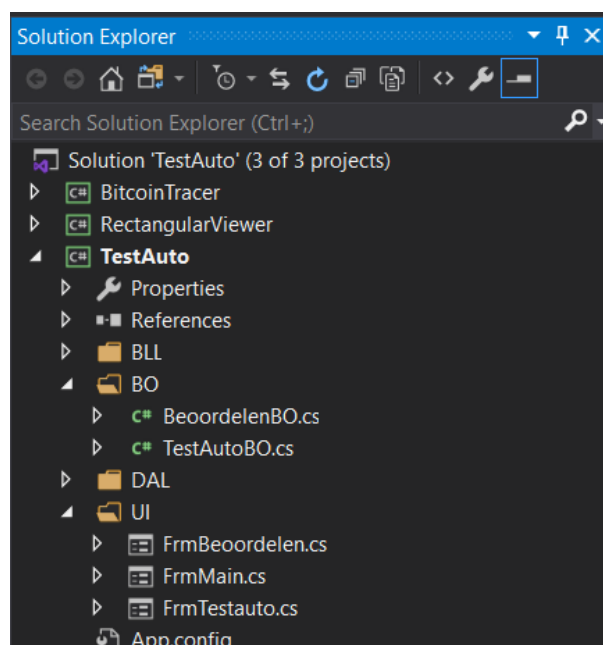 Solution Explorer
Search Solution Explorer (Ctrl+;)
Solution 'TestAuto' (3 of 3 projects)
C# BitcoinTracer
C# RectangularViewer
C# TestAuto
Properties
References
BLL
BO
C# BeoordelenBO.cs
C# TestAutoBO.cs
DAL
UI
FrmBeoordelen.cs
FrmMain.cs
FrmTestauto.cs
App.config